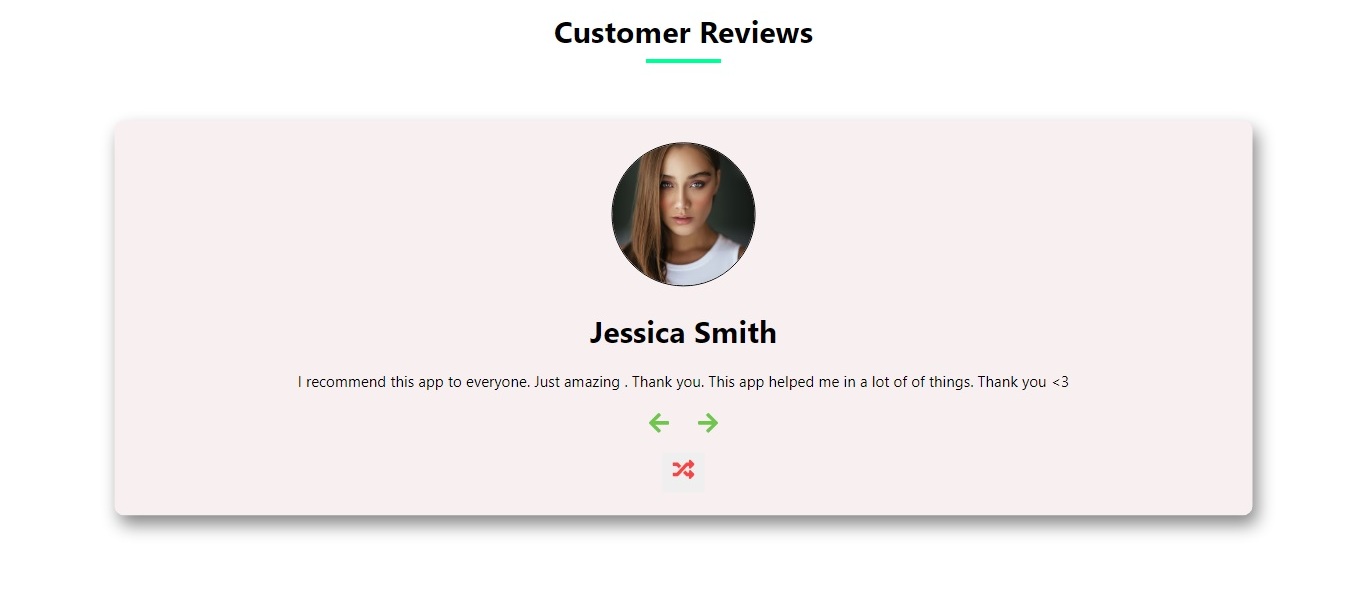 Customer Reviews
Jessica Smith
I recommend this app to everyone. Just amazing . Thank you. This app helped me in a lot of of things. Thank you <3